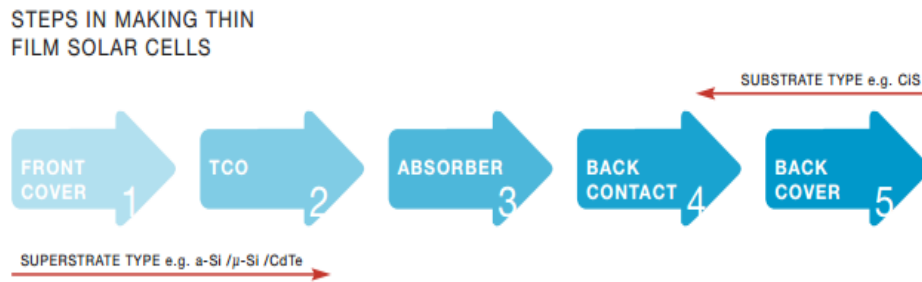 STEPS IN MAKING THIN
FILM SOLAR CELLS
SUBSTRATE TYPE e.g. CiS
FRONT
COVER 1
TCO
2
ABSORBER
3
BACK
CONTACT 4
BACK
COVER 5
SUPERSTRATE TYPE e.g. a-Si /μ-Si /CdTe